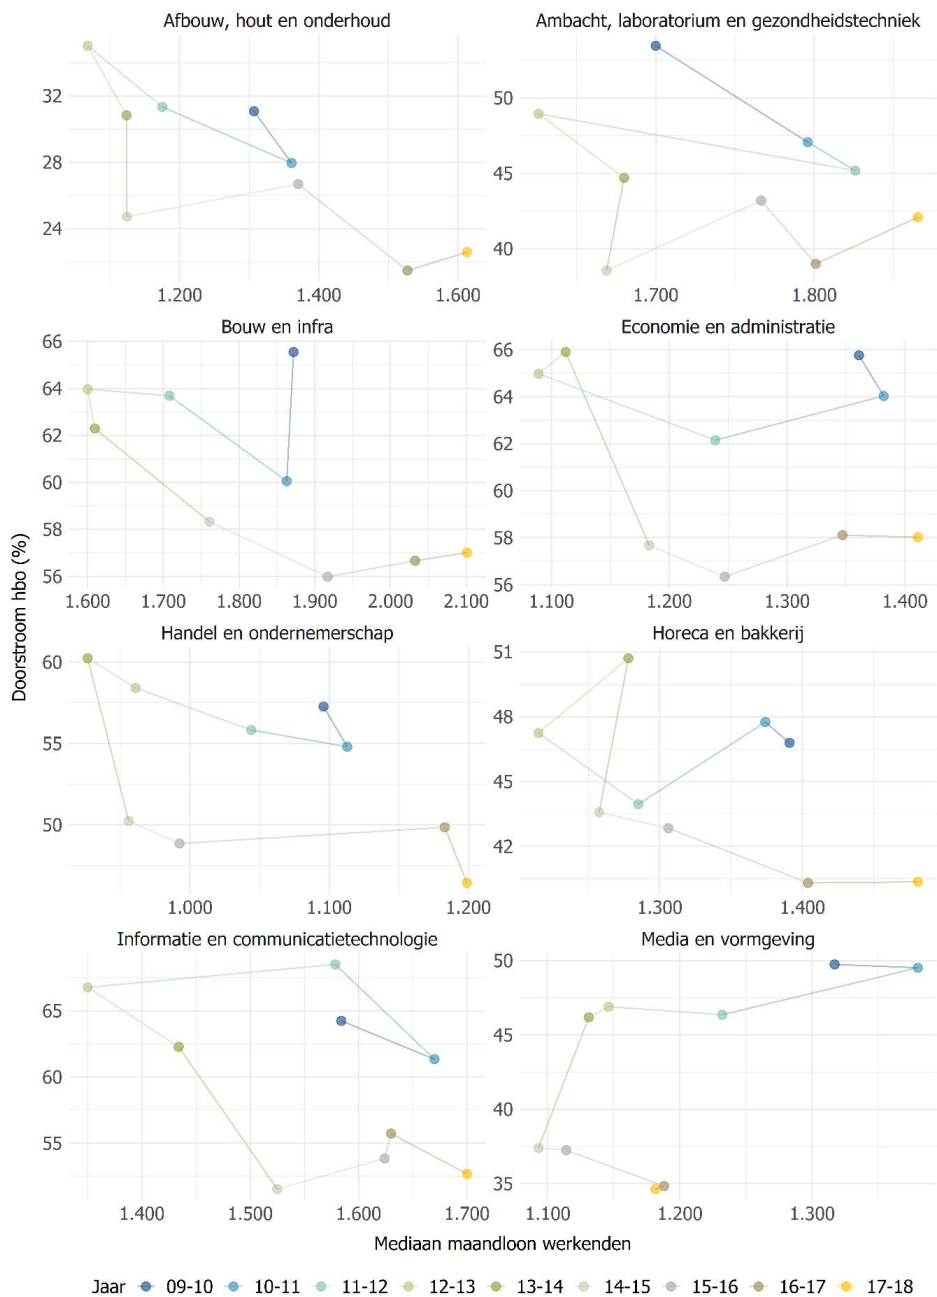 Afbouw, hout en onderhoud
32
28
24
1.200 1.400 1.600
Ambacht, laboratorium en gezondheidstechniek
50
45
40
1.700 1.800
Bouw en infra
66
64
62
60
58
56
1.600 1.700 1.800 1.900 2.000 2.100
Economie en administratie
66
64
62
60
58
56
1.100 1.200 1.300 1.400
Doorstroom hbo (%)
Handel en ondernemerschap
60
55
50
1.000 1.100 1.200
Horeca en bakkerij
51
48
45
42
1.300 1.400
Informatie en communicatietechnologie
65
60
55
1.400 1.500 1.600 1.700
Media en vormgeving
50
45
40
35
1.100 1.200 1.300
Mediaan maandloon werkenden
Jaar 09-10 10-11 11-12 12-13 13-14 14-15 15-16 16-17 17-18